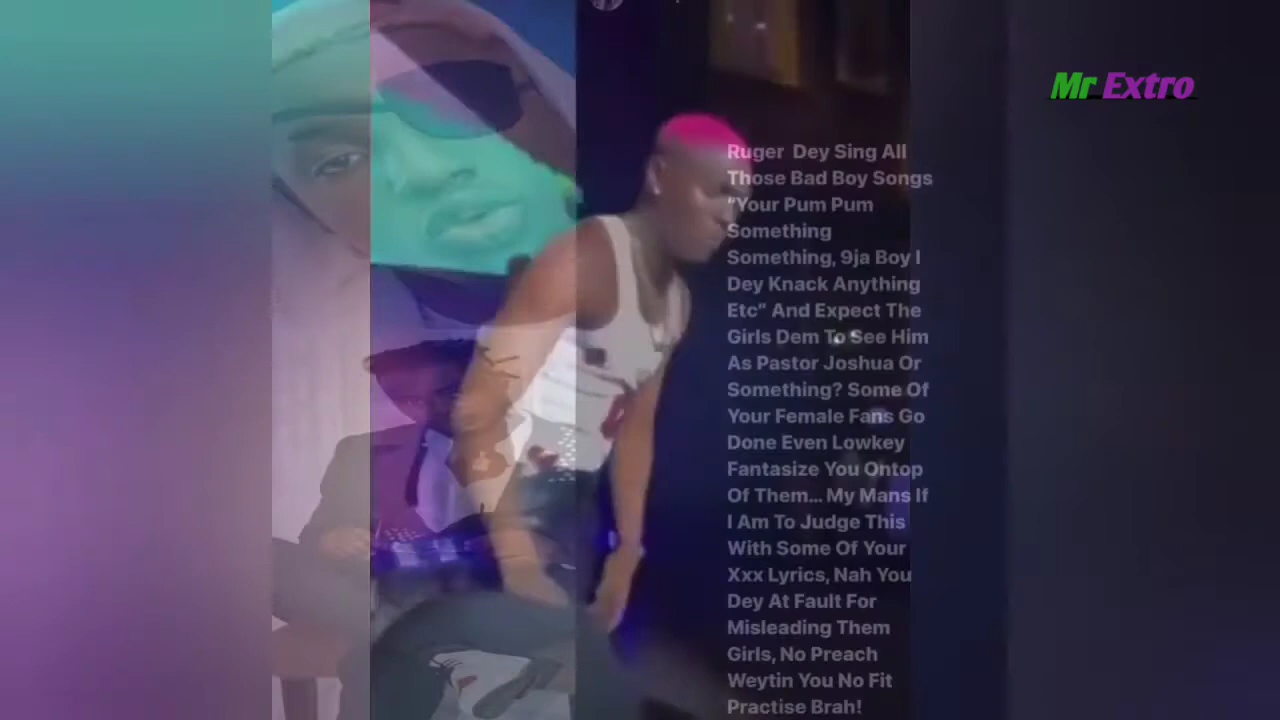 Mr Extro
Ruger Dey Sing All
Those Bad Boy Songs
“Your Pum Pum
Something
Something, 9ja Boy I
Dey Knack Anything
Etc” And Expect The
Girls Dem To See Him
As Pastor Joshua Or
Something? Some Of
Your Female Fans Go
Done Even Lowkey
Fantasize You Ontop
Of Them... My Mans If
I Am To Judge This
With Some Of Your
Xxx Lyrics, Nah You
Dey At Fault For
Misleading Them
Girls, No Preach
Weytin You No Fit
Practise Brah!